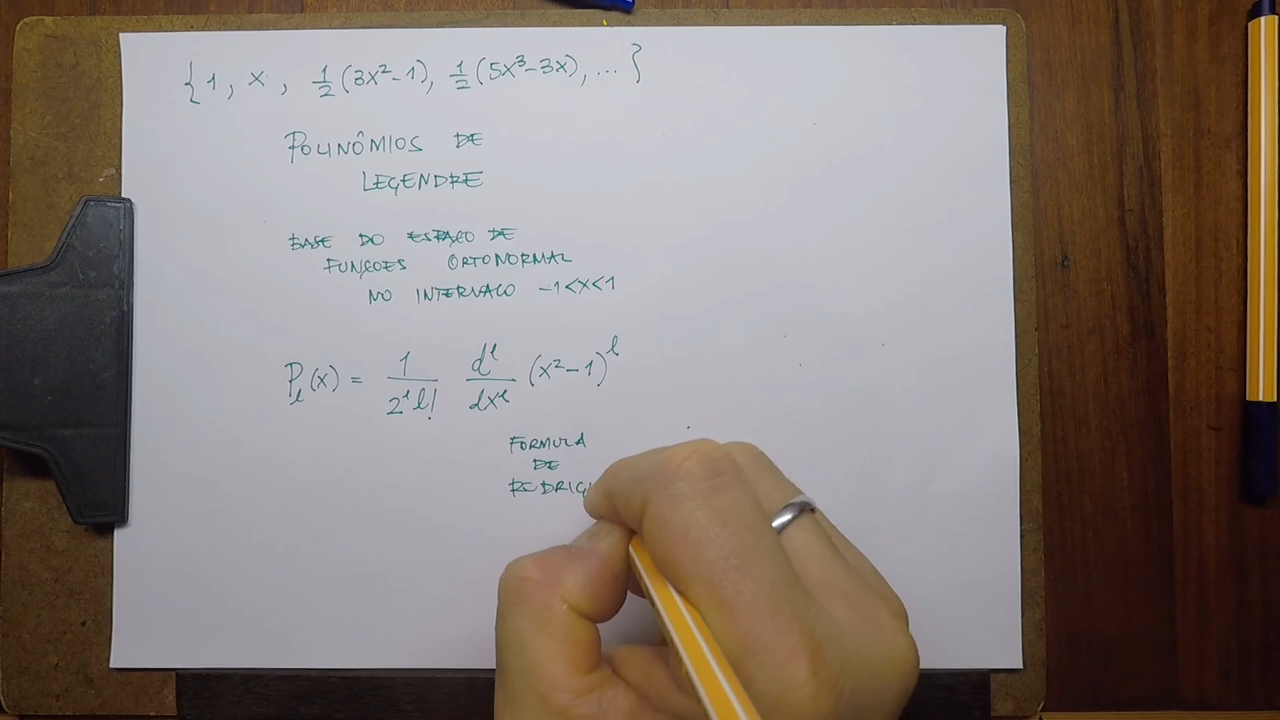 {1, x, 1/2(3x²-1), 1/2(5x³-3x), ...}
POLINÔMIOS DE
LEGENDRE
BASE DO ESPAÇO DE
FUNÇOES ORTONORMAL
NO INTERVALO -1<x<1
Pₗ(x) = 1/(2ˡ l!) dˡ/dxˡ (x²-1)ˡ
FORMULA
DE
RODRIG